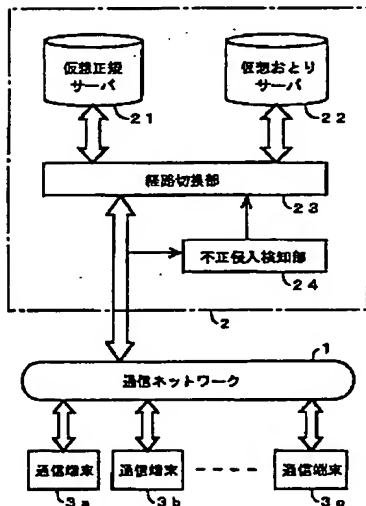 仮想正規
サーバ
21
仮想おとり
サーバ
22
経路切換部
23
不正侵入検知部
24
2
1
通信ネットワーク
通信端末
3a
通信端末
3b
通信端末
3c